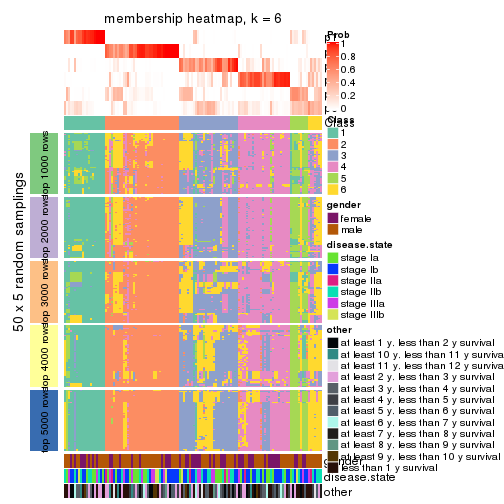 membership heatmap, k = 6
50 x 5 random samplings
top 1000 rows
top 2000 rows
top 3000 rows
top 4000 rows
top 5000 rows
Prob
1
0.8
0.6
0.4
0.2
0
Class
Class
1
2
3
4
5
6
gender
female
male
disease.state
stage Ia
stage Ib
stage IIa
stage IIb
stage IIIa
stage IIIb
other
at least 1 y. less than 2 y survival
at least 10 y. less than 11 y survival
at least 11 y. less than 12 y survival
at least 2 y. less than 3 y survival
at least 3 y. less than 4 y survival
at least 4 y. less than 5 y survival
at least 5 y. less than 6 y survival
at least 6 y. less than 7 y survival
at least 7 y. less than 8 y survival
at least 8 y. less than 9 y survival
at least 9 y. less than 10 y survival
less than 1 y survival
gender
disease.state
other